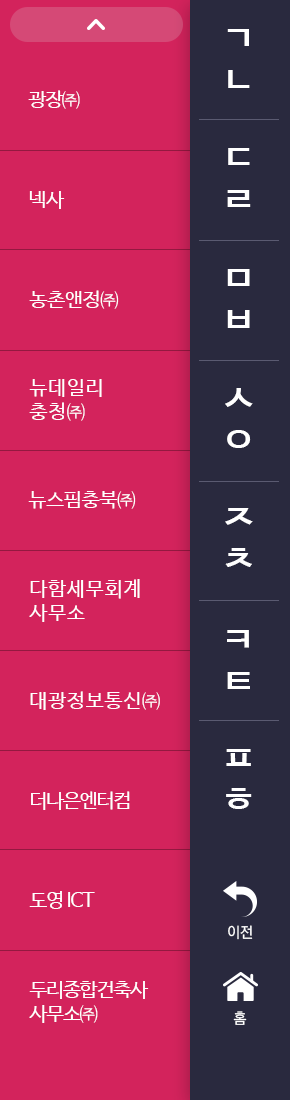 광장㈜
넥사
농촌앤정㈜
뉴데일리
충청㈜
뉴스핌충북㈜
다함세무회계
사무소
대광정보통신㈜
더나은엔터컴
도영 ICT
두리종합건축사
사무소㈜
ㄱ
ㄴ
ㄷ
ㄹ
ㅁ
ㅂ
ㅅ
ㅇ
ㅈ
ㅊ
ㅋ
ㅌ
ㅍ
ㅎ
이전
홈